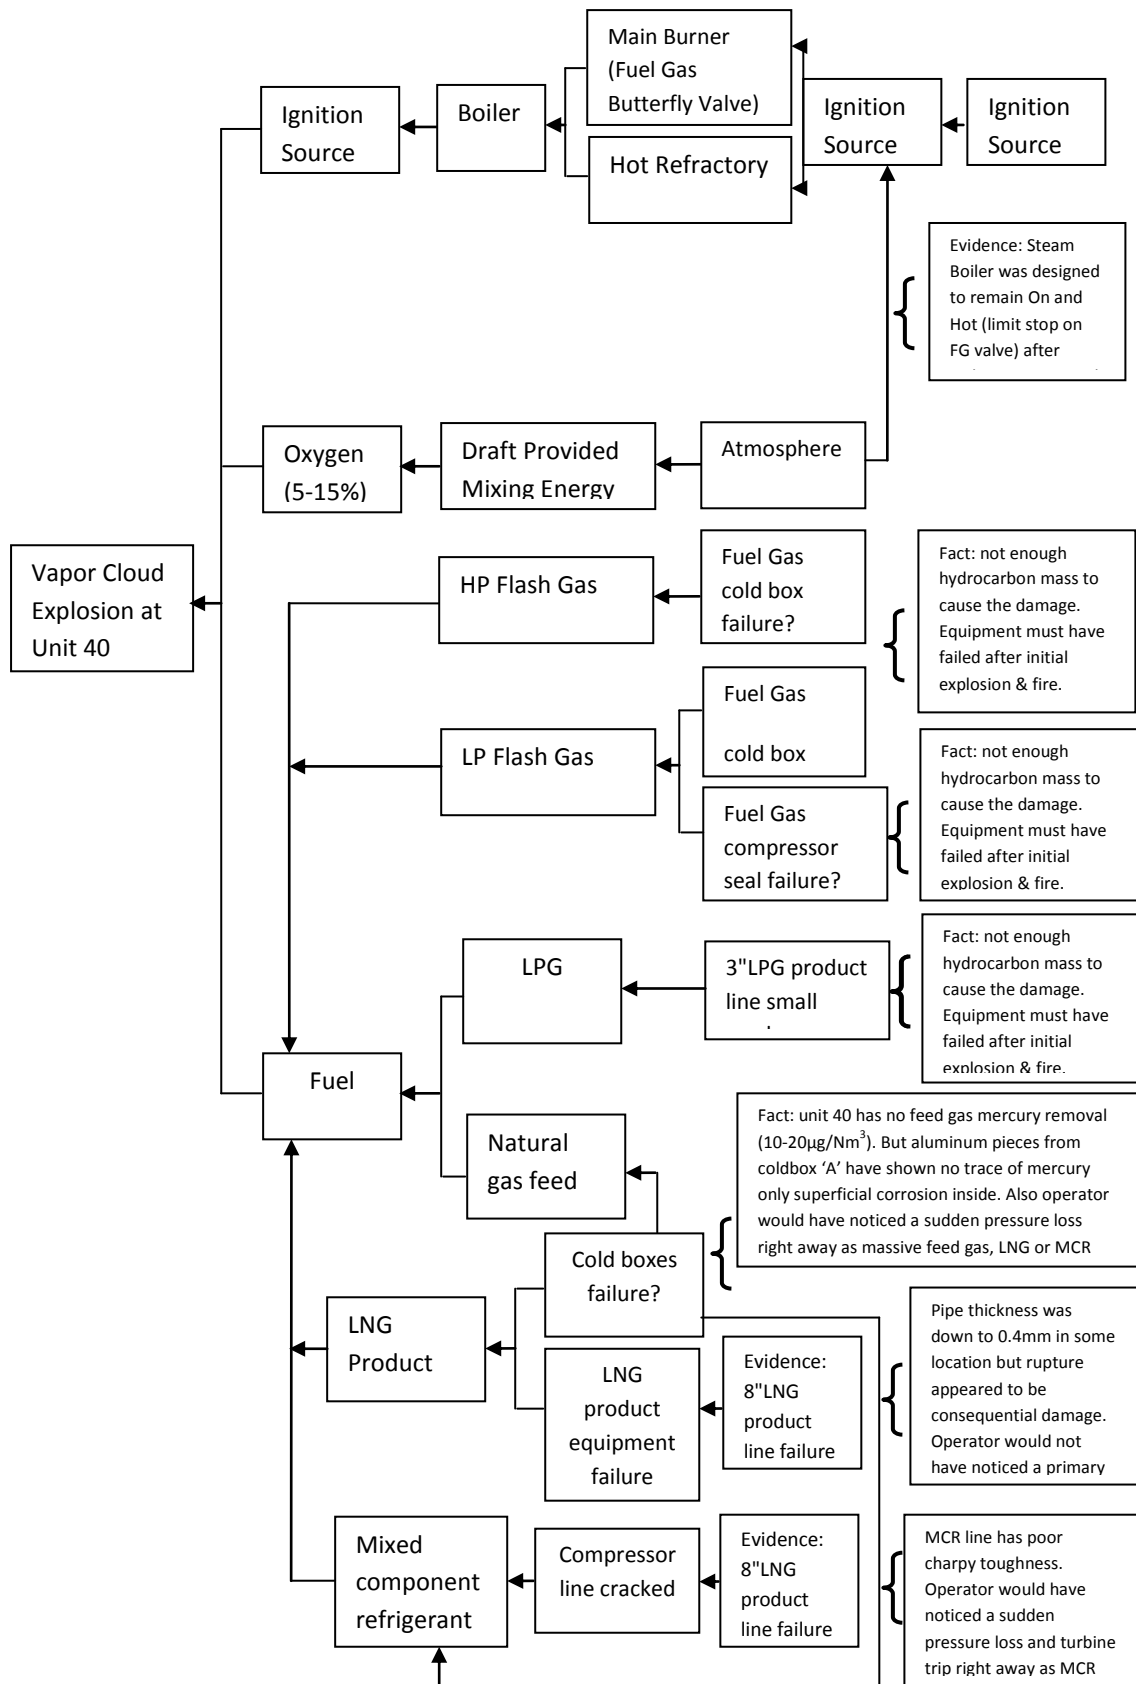 Main Burner
(Fuel Gas
Butterfly Valve)
Ignition
Source
Boiler
Hot Refractory
Ignition
Source
Ignition
Source
Evidence: Steam
Boiler was designed
to remain On and
Hot (limit stop on
FG valve) after
Oxygen
(5-15%)
Draft Provided
Mixing Energy
Atmosphere
Vapor Cloud
Explosion at
Unit 40
HP Flash Gas
Fuel Gas
cold box
failure?
Fact: not enough
hydrocarbon mass to
cause the damage.
Equipment must have
failed after initial
explosion & fire.
LP Flash Gas
Fuel Gas
cold box
Fuel Gas
compressor
seal failure?
Fact: not enough
hydrocarbon mass to
cause the damage.
Equipment must have
failed after initial
explosion & fire.
LPG
3"LPG product
line small
Fact: not enough
hydrocarbon mass to
cause the damage.
Equipment must have
failed after initial
explosion & fire.
Fuel
Natural
gas feed
Fact: unit 40 has no feed gas mercury removal
(10-20µg/Nm³). But aluminum pieces from
coldbox ‘A’ have shown no trace of mercury
only superficial corrosion inside. Also operator
would have noticed a sudden pressure loss
right away as massive feed gas, LNG or MCR
Cold boxes
failure?
LNG
Product
LNG
product
equipment
failure
Evidence:
8"LNG
product
line failure
Pipe thickness was
down to 0.4mm in some
location but rupture
appeared to be
consequential damage.
Operator would not
have noticed a primary
Mixed
component
refrigerant
Compressor
line cracked
Evidence:
8"LNG
product
line failure
MCR line has poor
charpy toughness.
Operator would have
noticed a sudden
pressure loss and turbine
trip right away as MCR